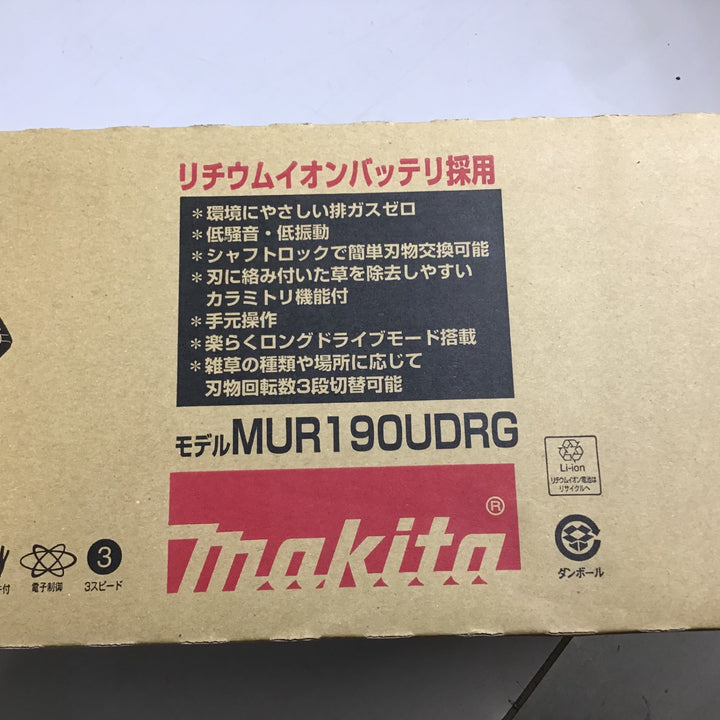 リチウムイオンバッテリ採用
*環境にやさしい排ガスゼロ
*低騒音・低振動
*シャフトロックで簡単刃物交換可能
*刃に絡み付いた草を除去しやすい
カラミトリ機能付
*手元操作
*楽らくロングドライブモード搭載
*雑草の種類や場所に応じて
刃物回転数3段切替可能
モデルMUR190UDRG
makita®
Li-ion
リチウムイオン電池は
リサイクルへ
ダンボール
付
電子制御
3
3スピード